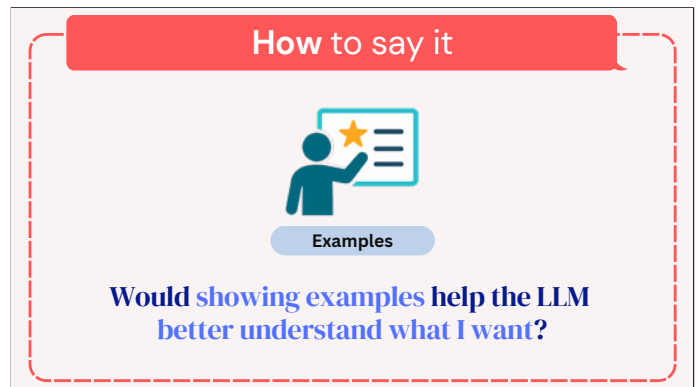 How to say it
Examples
Would showing examples help the LLM
better understand what I want?